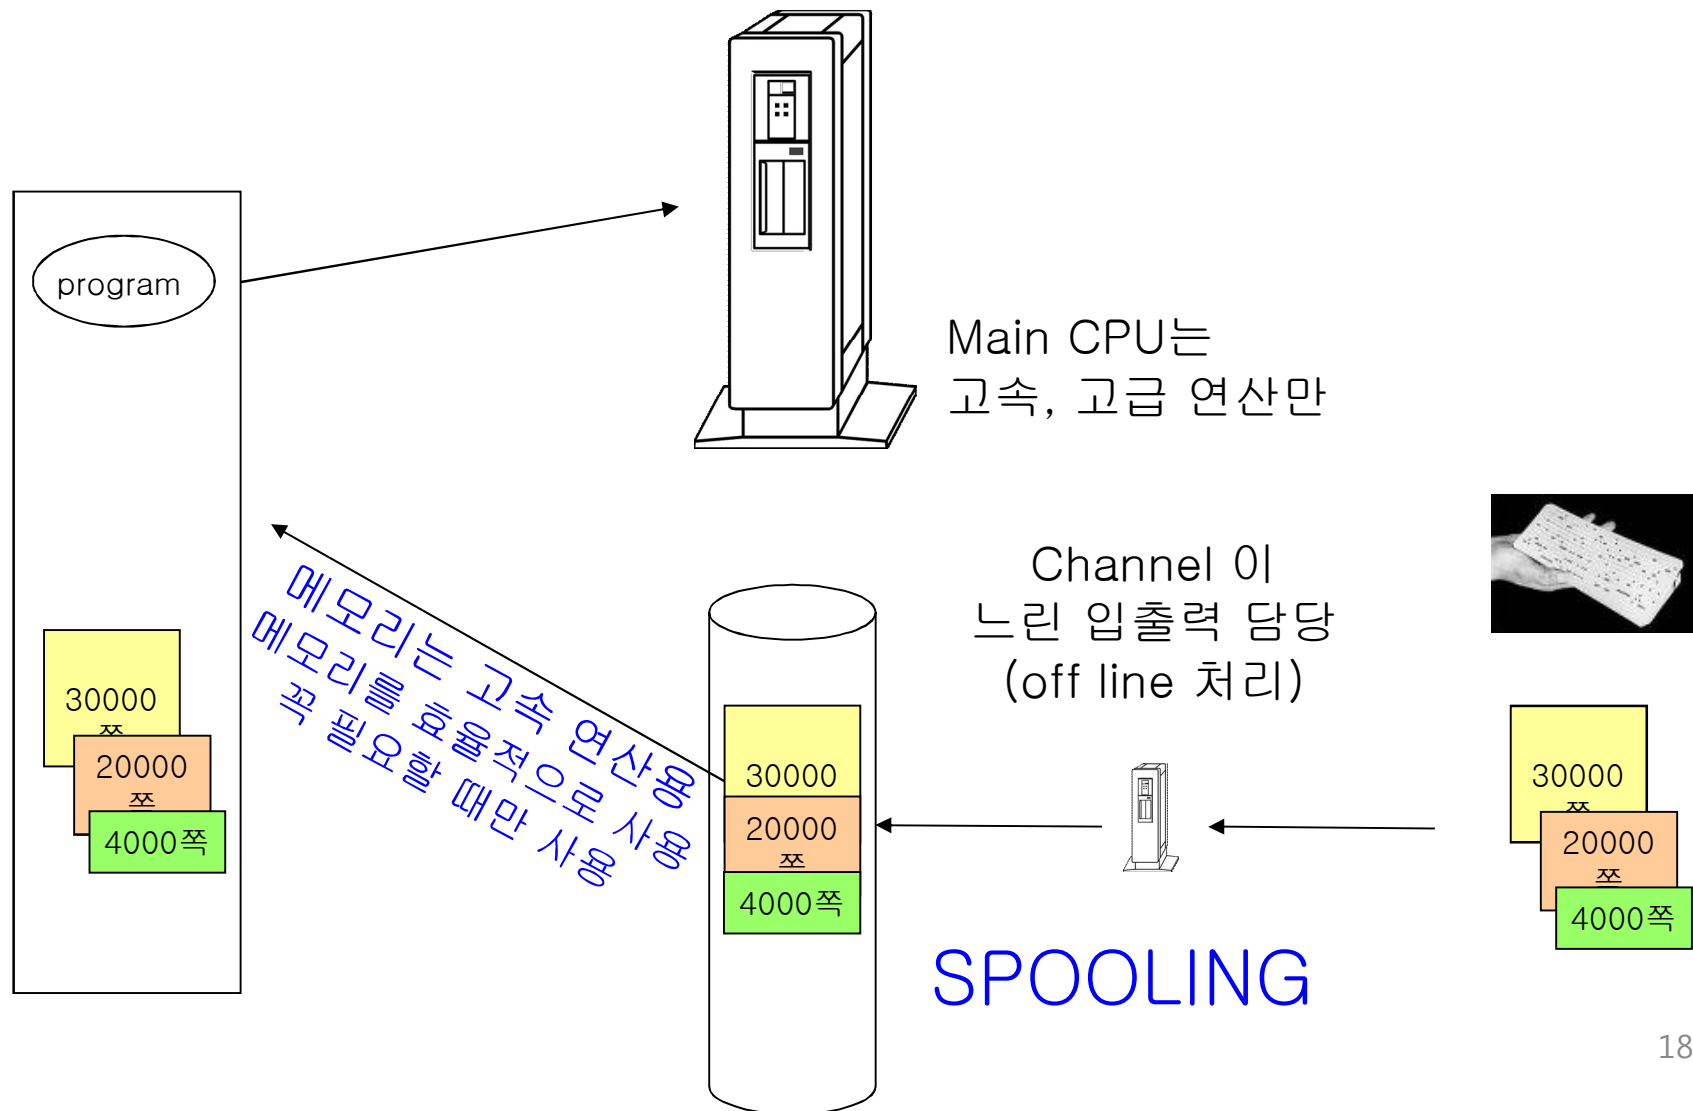 program
Main CPU는
고속, 고급 연산만
Channel 이
느린 입출력 담당
(off line 처리)
메모리는 고속 연산용
메모리를 효율적으로 사용
꼭 필요할 때만 사용
30000
쪽
20000
쪽
4000쪽
30000
20000
쪽
4000쪽
30000
쪽
20000
쪽
4000쪽
SPOOLING
18